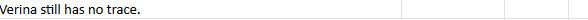 Verina still has no trace.